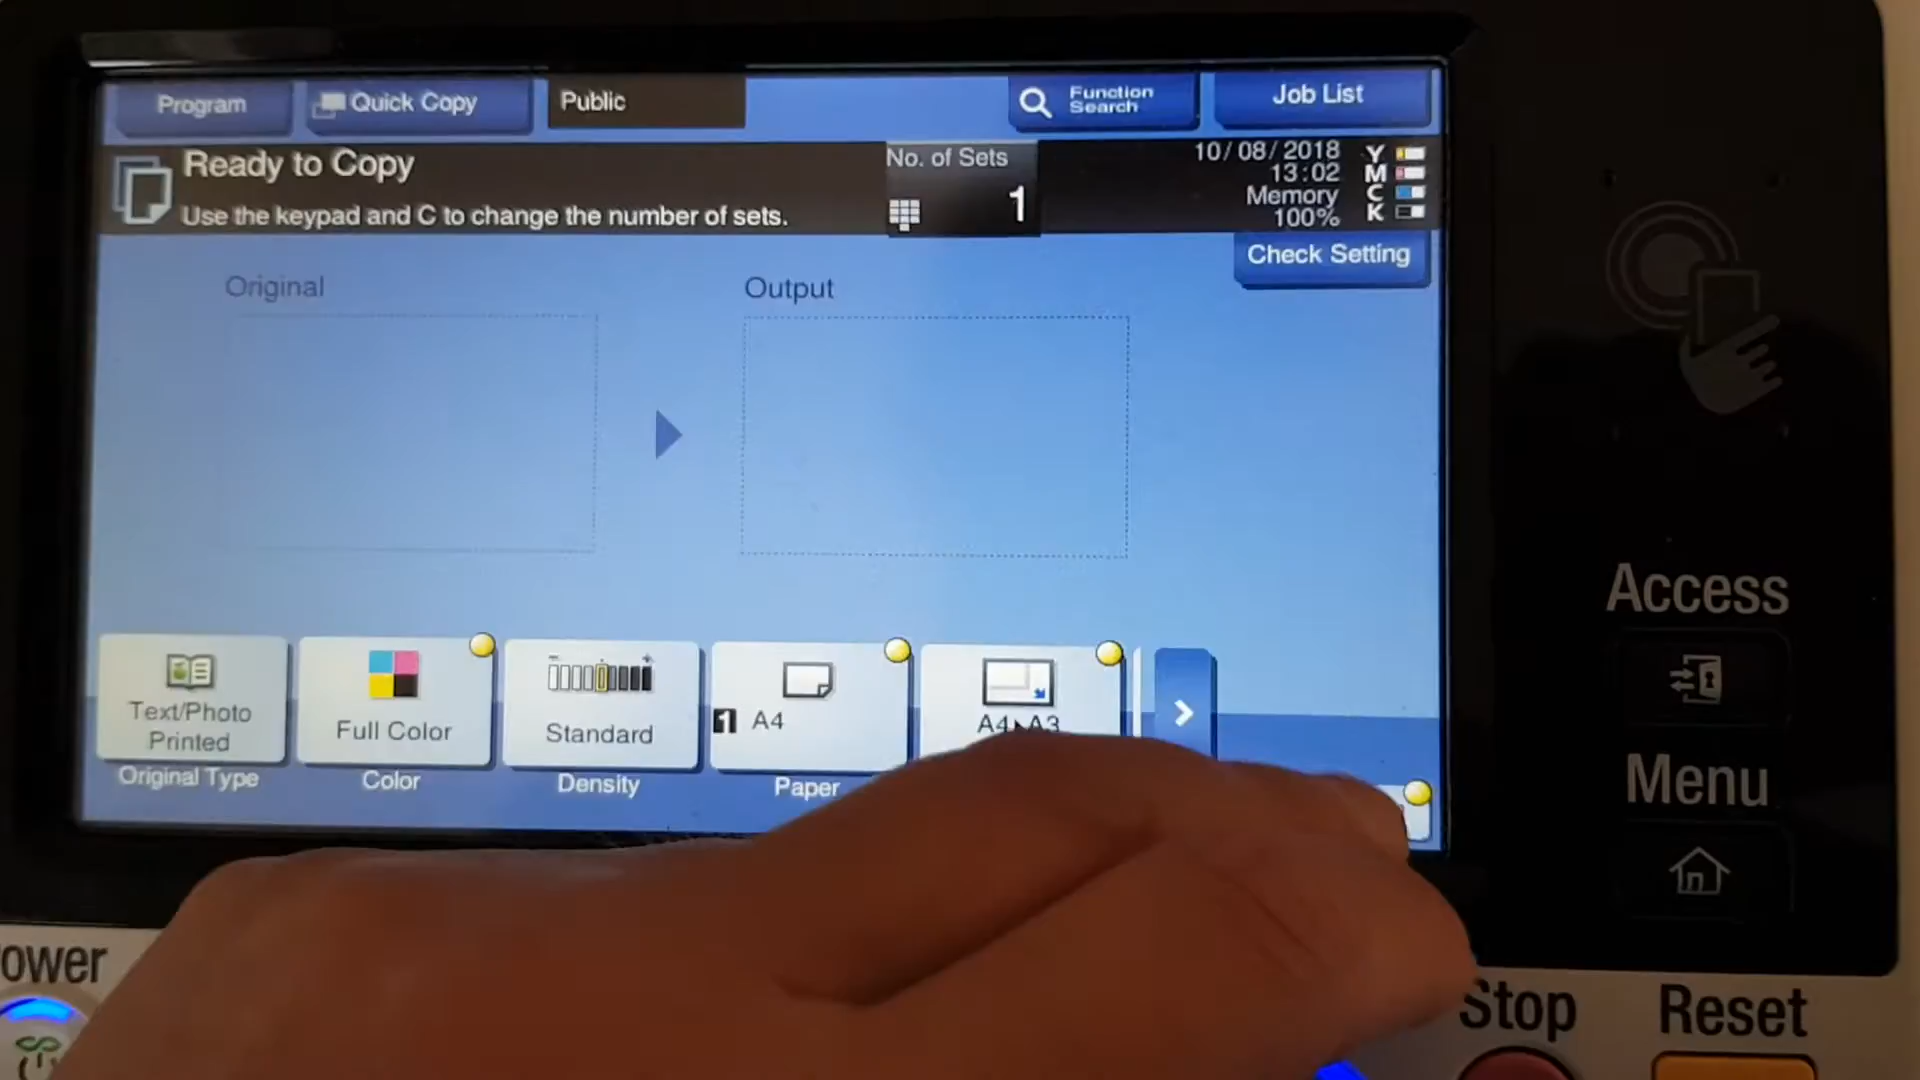 Program
Quick Copy
Public
Function
Search
Job List
Ready to Copy
Use the keypad and C to change the number of sets.
No. of Sets
1
10/08/2018
13:02
Memory
100%
Y
M
C
K
Check Setting
Original
Output
Text/Photo
Printed
Original Type
Full Color
Color
Standard
Density
1 A4
Paper
A4▸A3
Access
Menu
ower
Stop
Reset